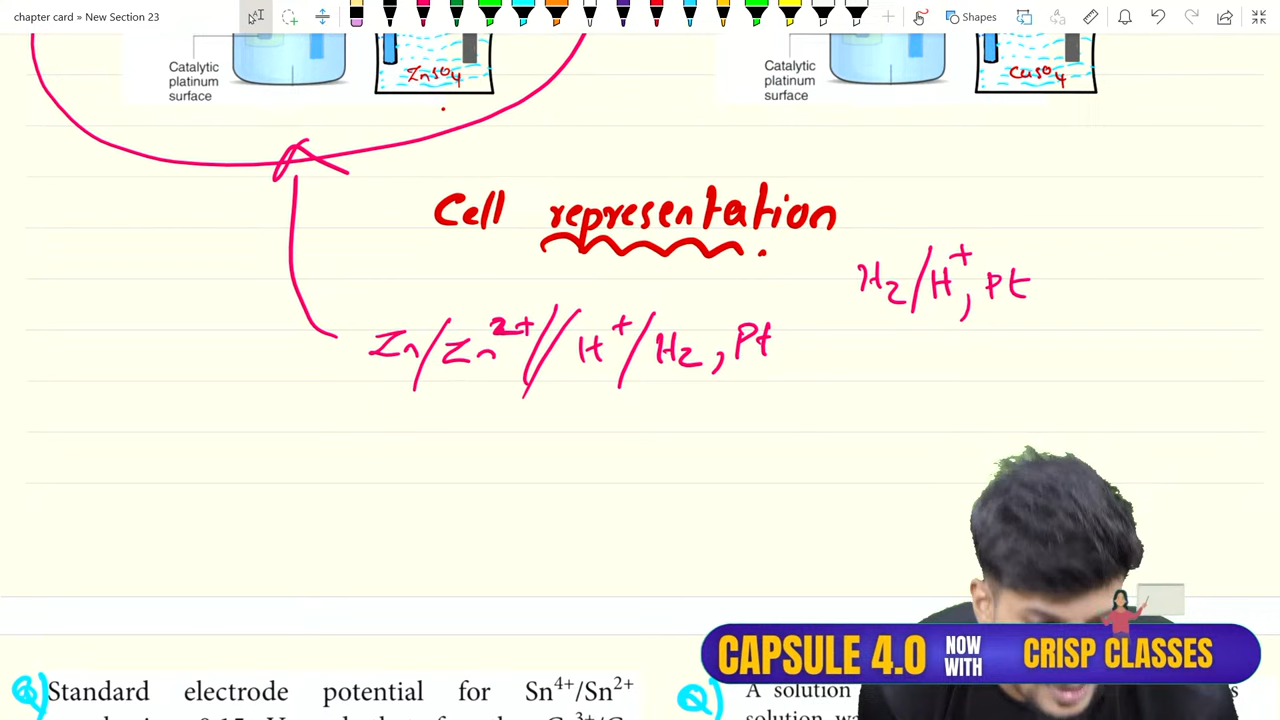 chapter card » New Section 23
Shapes
Catalytic
platinum
surface
ZnSO4
Catalytic
platinum
surface
CuSO4
Cell representation
H2/H+, Pt
Zn/Zn2+//H+/H2, Pt
CAPSULE 4.0 NOW WITH CRISP CLASSES
Q) Standard electrode potential for Sn4+/Sn2+
Q) A solution
solution